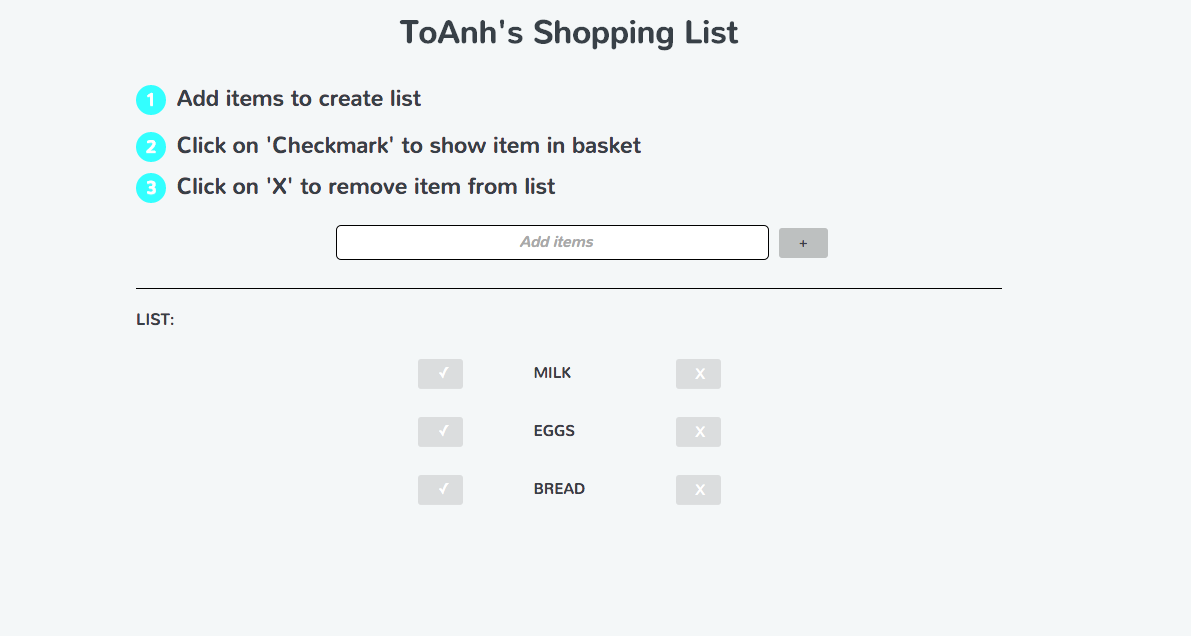 ToAnh's Shopping List
1 Add items to create list
2 Click on 'Checkmark' to show item in basket
3 Click on 'X' to remove item from list
Add items +
LIST:
✓ MILK X
✓ EGGS X
✓ BREAD X